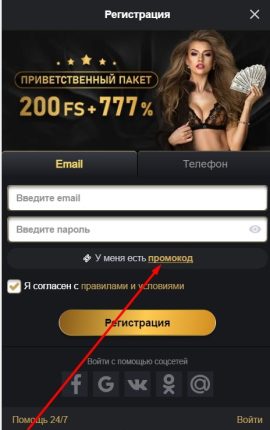 Регистрация
ПРИВЕТСТВЕННЫЙ ПАКЕТ
200 FS + 777%
Email
Телефон
Введите email
Введите пароль
У меня есть промокод
Я согласен с правилами и условиями
Регистрация
Войти с помощью соцсетей
Помощь 24/7
Войти